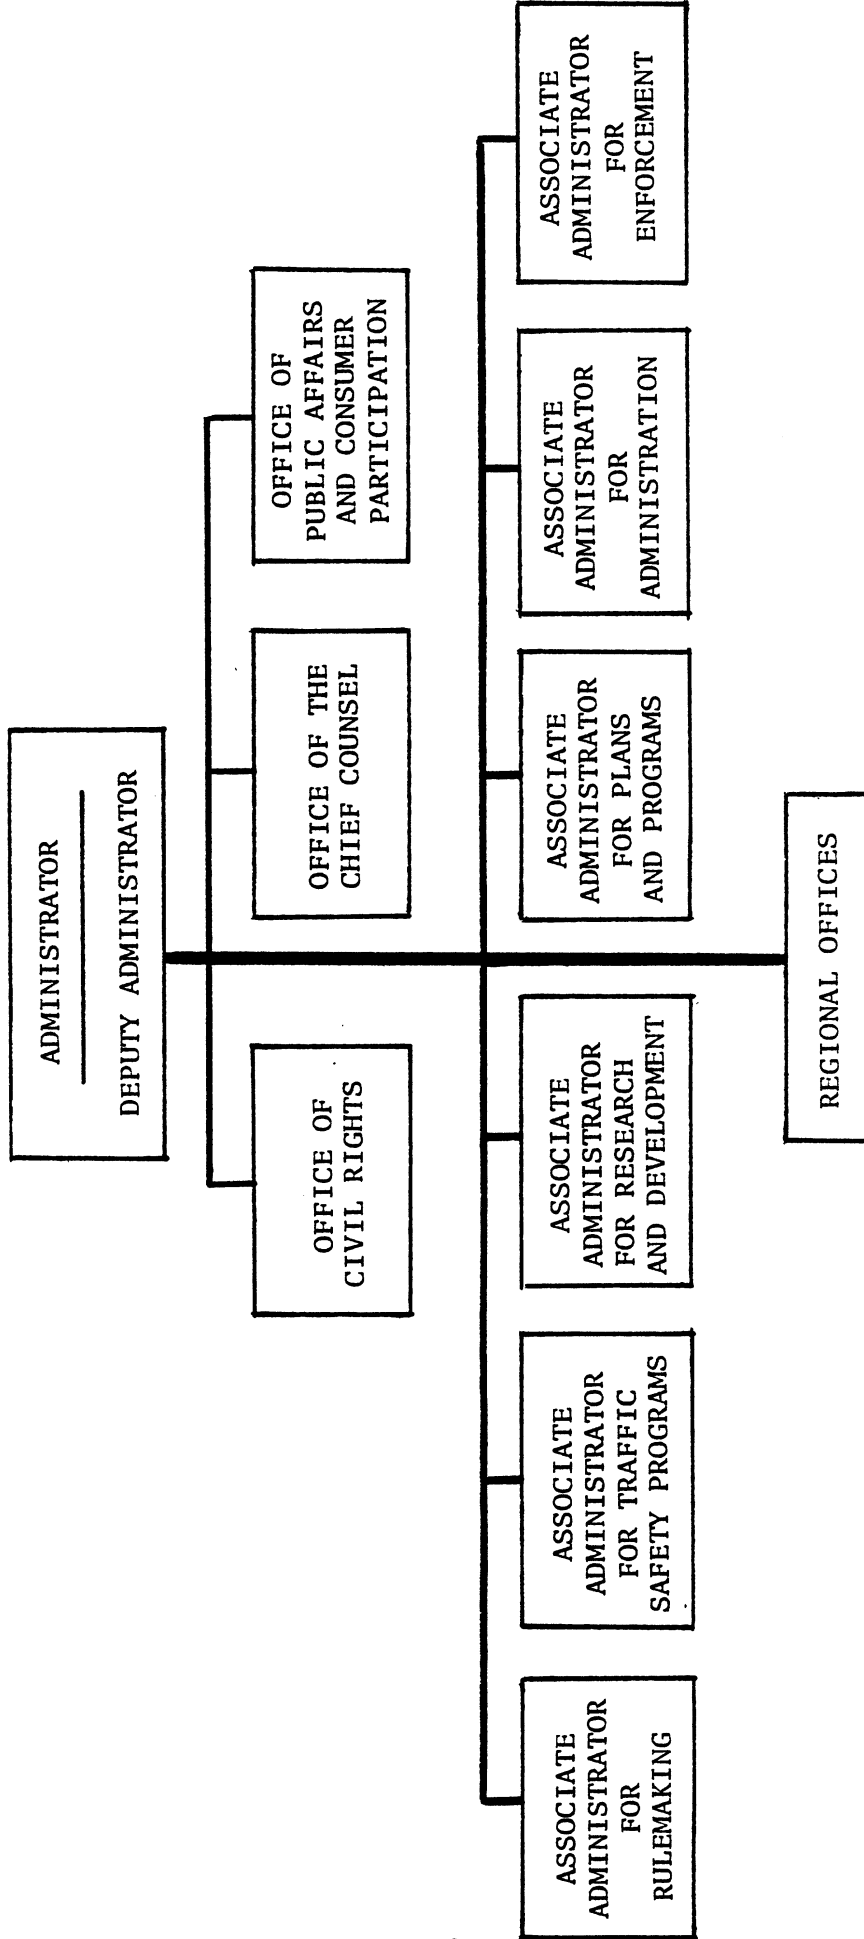 ADMINISTRATOR
DEPUTY ADMINISTRATOR
OFFICE OF
CIVIL RIGHTS
OFFICE OF THE
CHIEF COUNSEL
OFFICE OF
PUBLIC AFFAIRS
AND CONSUMER
PARTICIPATION
ASSOCIATE
ADMINISTRATOR
FOR
RULEMAKING
ASSOCIATE
ADMINISTRATOR
FOR TRAFFIC
SAFETY PROGRAMS
ASSOCIATE
ADMINISTRATOR
FOR RESEARCH
AND DEVELOPMENT
ASSOCIATE
ADMINISTRATOR
FOR PLANS
AND PROGRAMS
ASSOCIATE
ADMINISTRATOR
FOR
ADMINISTRATION
ASSOCIATE
ADMINISTRATOR
FOR
ENFORCEMENT
REGIONAL OFFICES